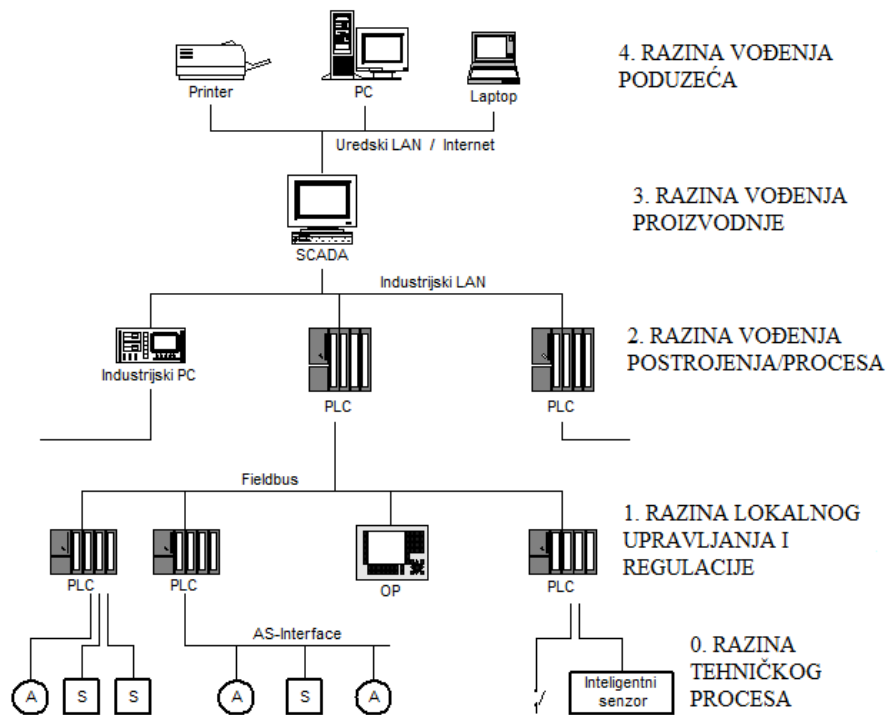 Printer
PC
Laptop
4. RAZINA VOĐENJA
PODUZEĆA
Uredski LAN / Internet
SCADA
3. RAZINA VOĐENJA
PROIZVODNJE
Industrijski LAN
Industrijski PC
PLC
PLC
2. RAZINA VOĐENJA
POSTROJENJA/PROCESA
Fieldbus
PLC
PLC
OP
PLC
1. RAZINA LOKALNOG
UPRAVLJANJA I
REGULACIJE
AS-Interface
A
S
S
A
S
A
Inteligentni
senzor
0. RAZINA
TEHNIČKOG
PROCESA